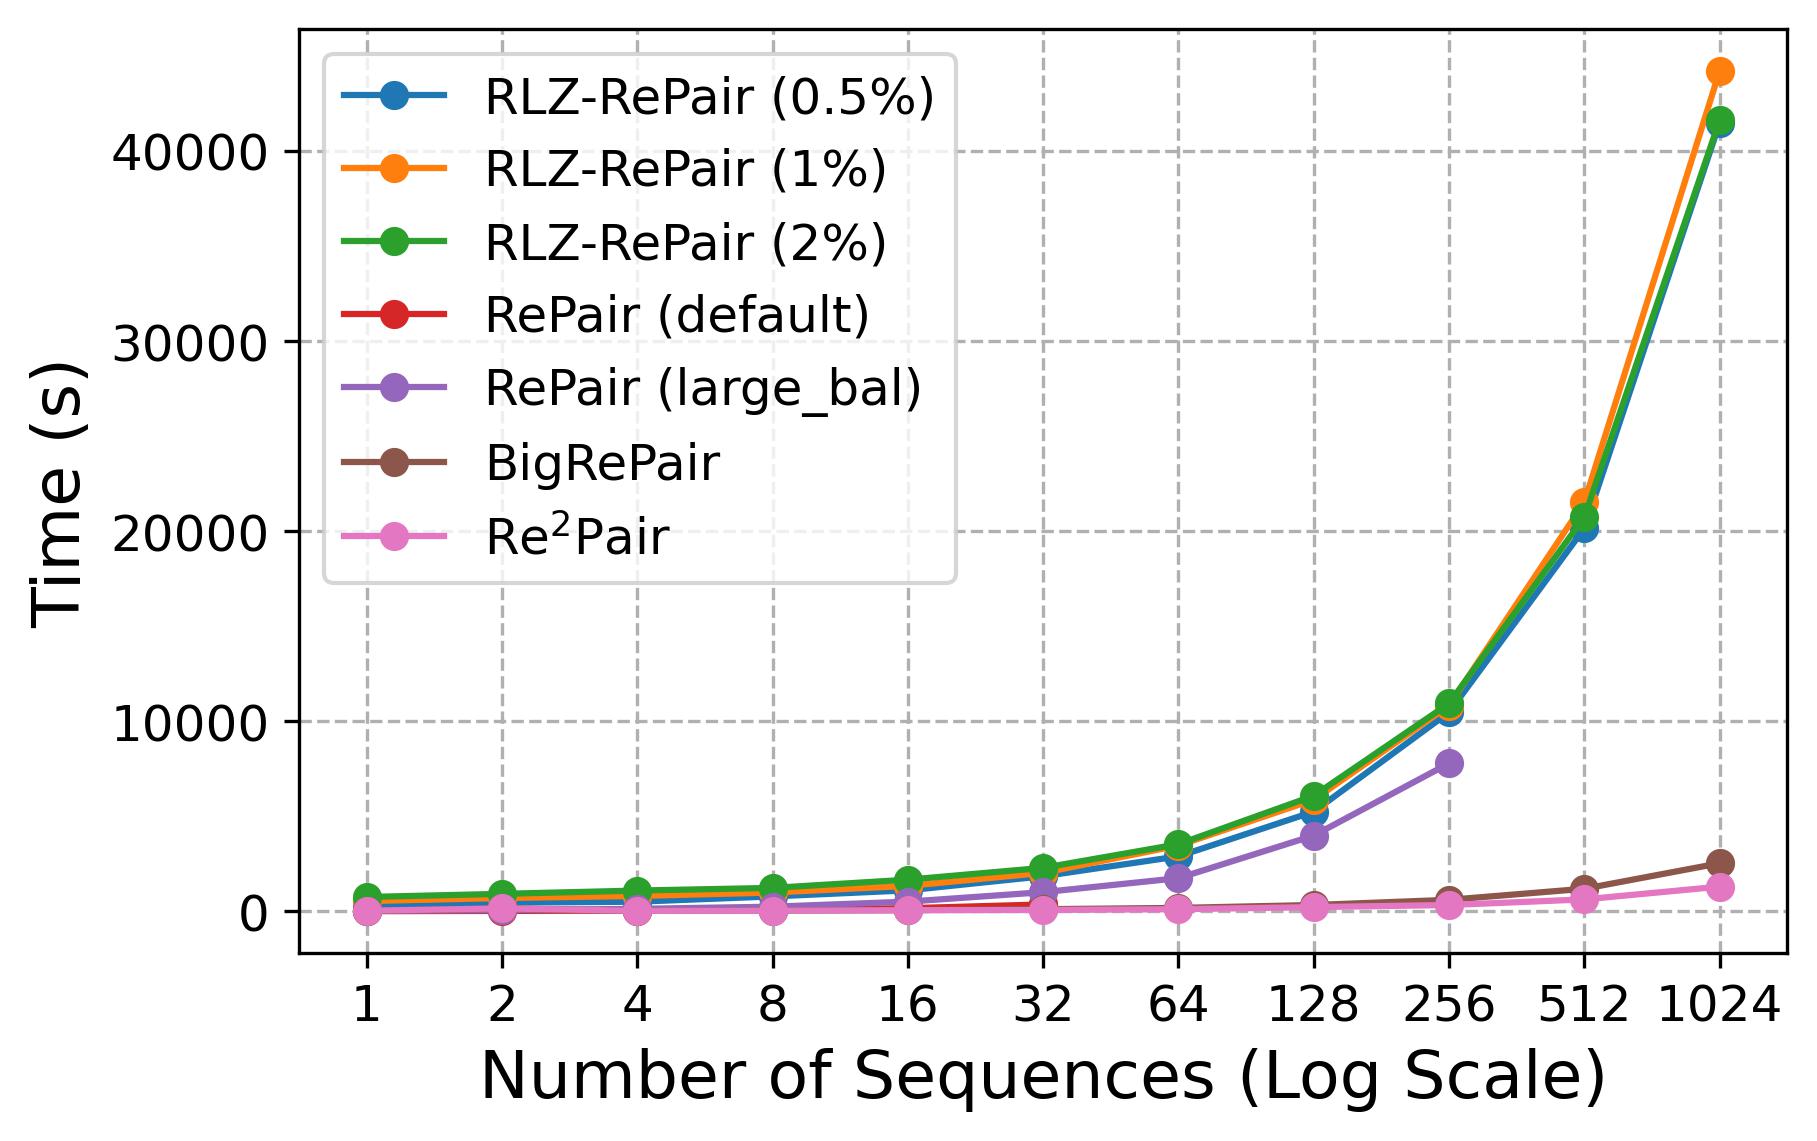 RLZ-RePair (0.5%)
RLZ-RePair (1%)
RLZ-RePair (2%)
RePair (default)
RePair (large_bal)
BigRePair
Re²Pair
Time (s)
40000
30000
20000
10000
0
1 2 4 8 16 32 64 128 256 512 1024
Number of Sequences (Log Scale)